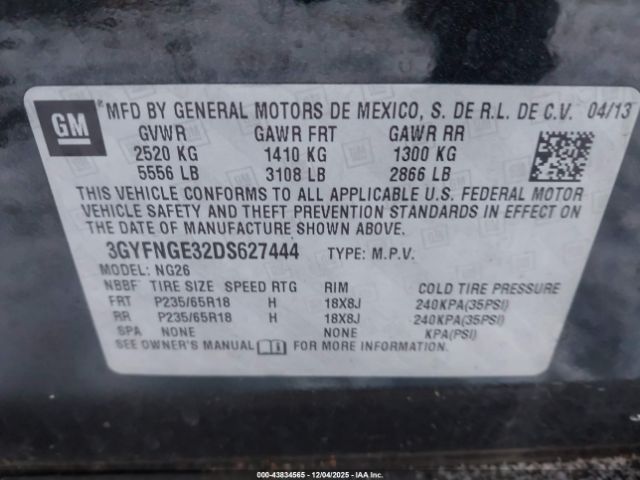 GM
® MFD BY GENERAL MOTORS DE MEXICO, S. DE R.L. DE C.V. 04/13
GVWR GAWR FRT GAWR RR
2520 KG 1410 KG 1300 KG
5556 LB 3108 LB 2866 LB
THIS VEHICLE CONFORMS TO ALL APPLICABLE U.S. FEDERAL MOTOR
VEHICLE SAFETY AND THEFT PREVENTION STANDARDS IN EFFECT ON
THE DATE OF MANUFACTURE SHOWN ABOVE.
3GYFNGE32DS627444 TYPE: M.P.V.
MODEL: NG26
NBBF TIRE SIZE SPEED RTG RIM COLD TIRE PRESSURE
FRT P235/65R18 H 18X8J 240KPA(35PSI)
RR P235/65R18 H 18X8J 240KPA(35PSI)
SPA NONE NONE KPA(PSI)
SEE OWNER'S MANUAL FOR MORE INFORMATION.
© IAA - 43834565 - 12/04/2025 - IAA Inc.